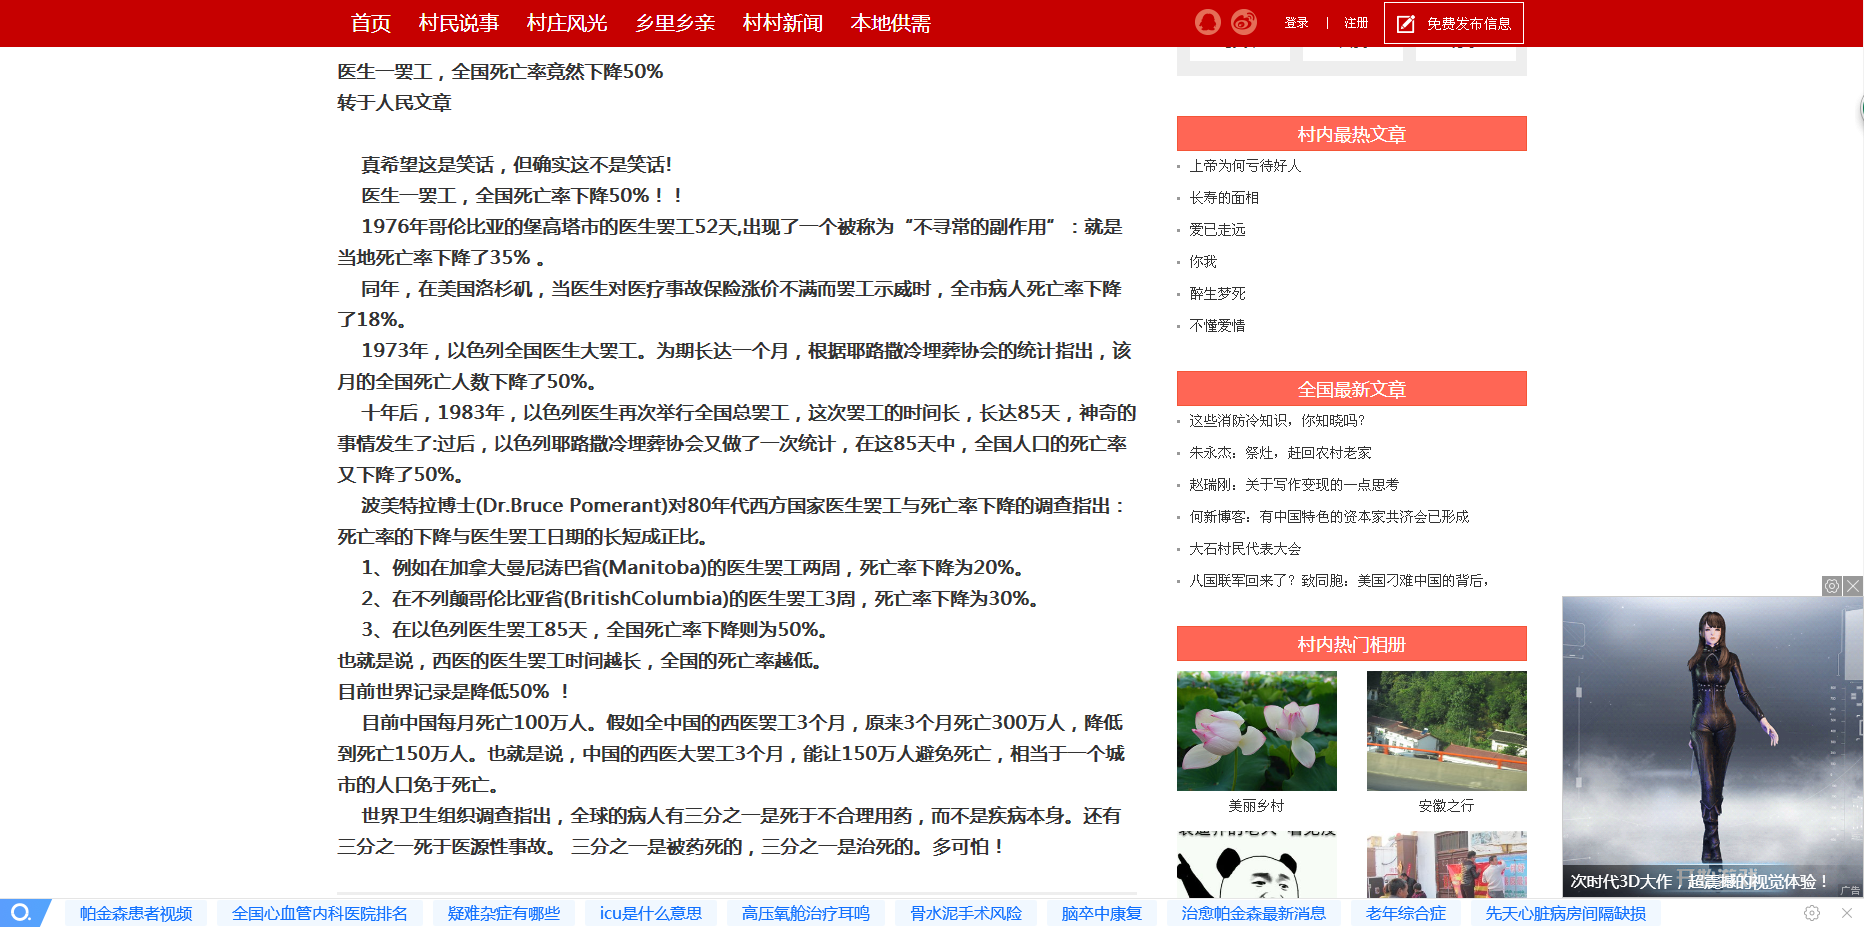 首页 村民说事 村庄风光 乡里乡亲 村村新闻 本地供需 登录 | 注册 免费发布信息
医生一罢工，全国死亡率竟然下降50%
转于人民文章
真希望这是笑话，但确实这不是笑话!
医生一罢工，全国死亡率下降50%！！
1976年哥伦比亚的堡高塔市的医生罢工52天,出现了一个被称为“不寻常的副作用”：就是
当地死亡率下降了35% 。
同年，在美国洛杉矶，当医生对医疗事故保险涨价不满而罢工示威时，全市病人死亡率下降
了18%。
1973年，以色列全国医生大罢工。为期长达一个月，根据耶路撒冷埋葬协会的统计指出，该
月的全国死亡人数下降了50%。
十年后，1983年，以色列医生再次举行全国总罢工，这次罢工的时间长，长达85天，神奇的
事情发生了:过后，以色列耶路撒冷埋葬协会又做了一次统计，在这85天中，全国人口的死亡率
又下降了50%。
波美特拉博士(Dr.Bruce Pomerant)对80年代西方国家医生罢工与死亡率下降的调查指出：
死亡率的下降与医生罢工日期的长短成正比。
1、例如在加拿大曼尼涛巴省(Manitoba)的医生罢工两周，死亡率下降为20%。
2、在不列颠哥伦比亚省(BritishColumbia)的医生罢工3周，死亡率下降为30%。
3、在以色列医生罢工85天，全国死亡率下降则为50%。
也就是说，西医的医生罢工时间越长，全国的死亡率越低。
目前世界记录是降低50% ！
目前中国每月死亡100万人。假如全中国的西医罢工3个月，原来3个月死亡300万人，降低
到死亡150万人。也就是说，中国的西医大罢工3个月，能让150万人避免死亡，相当于一个城
市的人口免于死亡。
世界卫生组织调查指出，全球的病人有三分之一是死于不合理用药，而不是疾病本身。还有
三分之一死于医源性事故。 三分之一是被药死的，三分之一是治死的。多可怕！
村内最热文章
上帝为何亏待好人
长寿的面相
爱已走远
你我
醉生梦死
不懂爱情
全国最新文章
这些消防冷知识，你知晓吗？
朱永杰：祭灶，赶回农村老家
赵瑞刚：关于写作变现的一点思考
何新博客：有中国特色的资本家共济会已形成
大石村民代表大会
八国联军回来了？致同胞：美国刁难中国的背后，
村内热门相册
美丽乡村 安徽之行
次时代3D大作，超震撼的视觉体验！
广告
帕金森患者视频 全国心血管内科医院排名 疑难杂症有哪些 icu是什么意思 高压氧舱治疗耳鸣 骨水泥手术风险 脑卒中康复 治愈帕金森最新消息 老年综合症 先天心脏病房间隔缺损